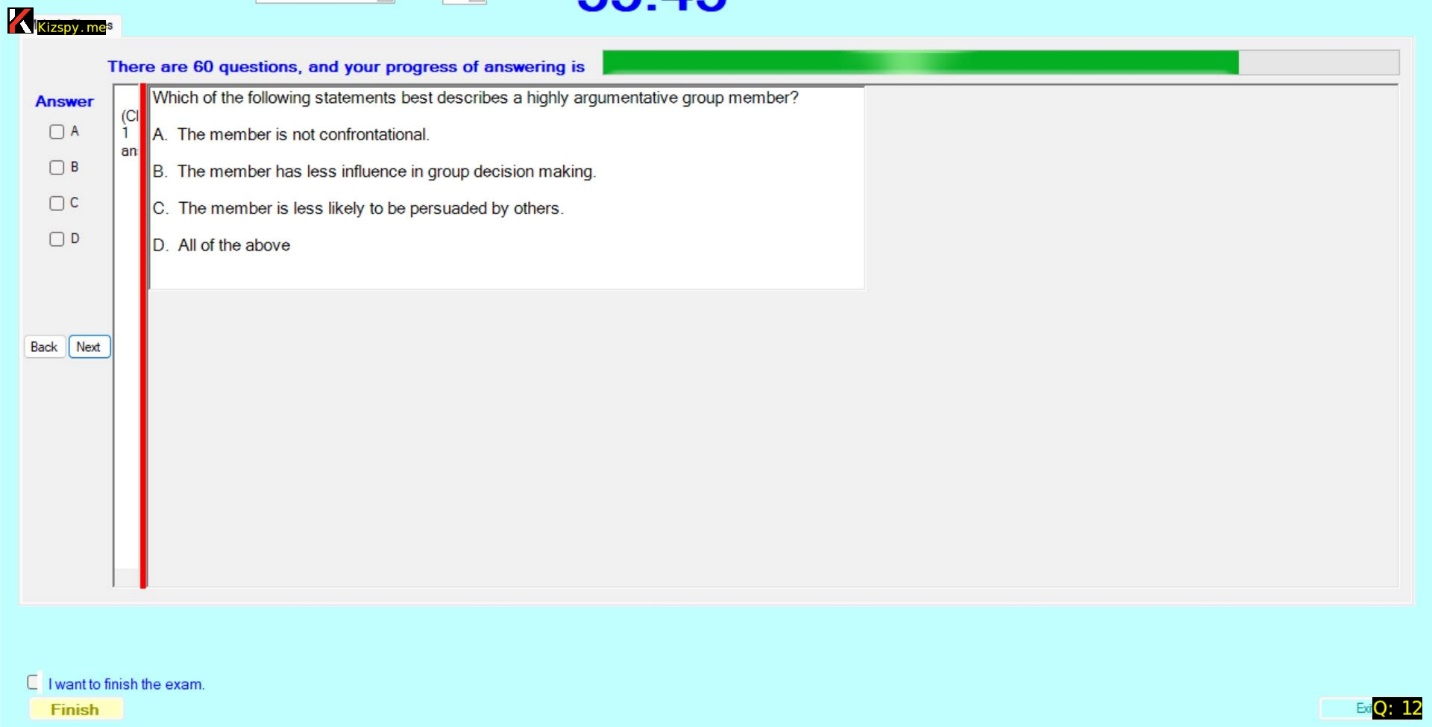 Kizspy.me
There are 60 questions, and your progress of answering is
Answer
A
B
C
D
(Cl
1
an
Which of the following statements best describes a highly argumentative group member?
A. The member is not confrontational.
B. The member has less influence in group decision making.
C. The member is less likely to be persuaded by others.
D. All of the above
Back Next
I want to finish the exam.
Finish
Q: 12